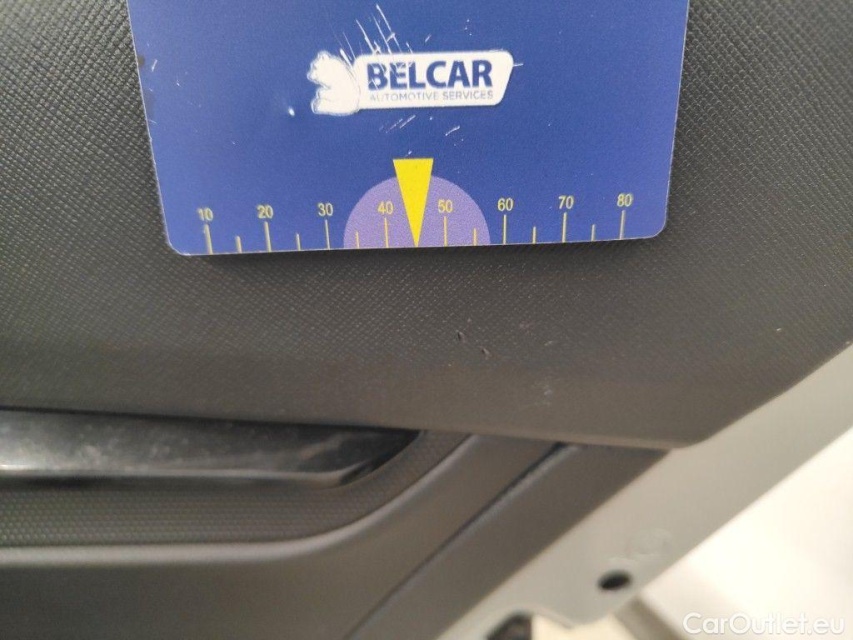 BELCAR
AUTOMOTIVE SERVICES
10 20 30 40 50 60 70 80
CarOutlet.eu